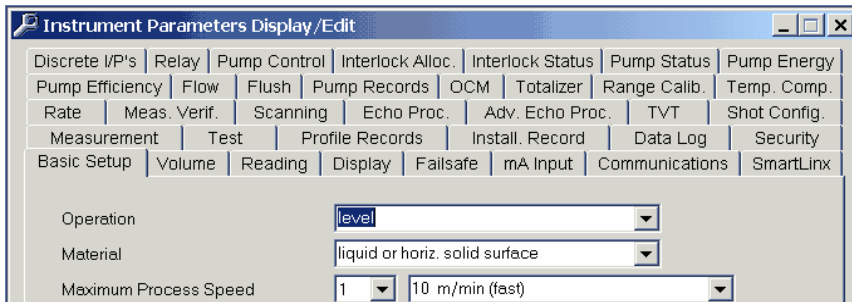 Instrument Parameters Display/Edit
Discrete I/P's Relay Pump Control Interlock Alloc. Interlock Status Pump Status Pump Energy
Pump Efficiency Flow Flush Pump Records OCM Totalizer Range Calib. Temp. Comp.
Rate Meas. Verif. Scanning Echo Proc. Adv. Echo Proc. TVT Shot Config.
Measurement Test Profile Records Install. Record Data Log Security
Basic Setup Volume Reading Display Failsafe mA Input Communications SmartLinx
Operation level
Material liquid or horiz. solid surface
Maximum Process Speed 1 10 m/min (fast)